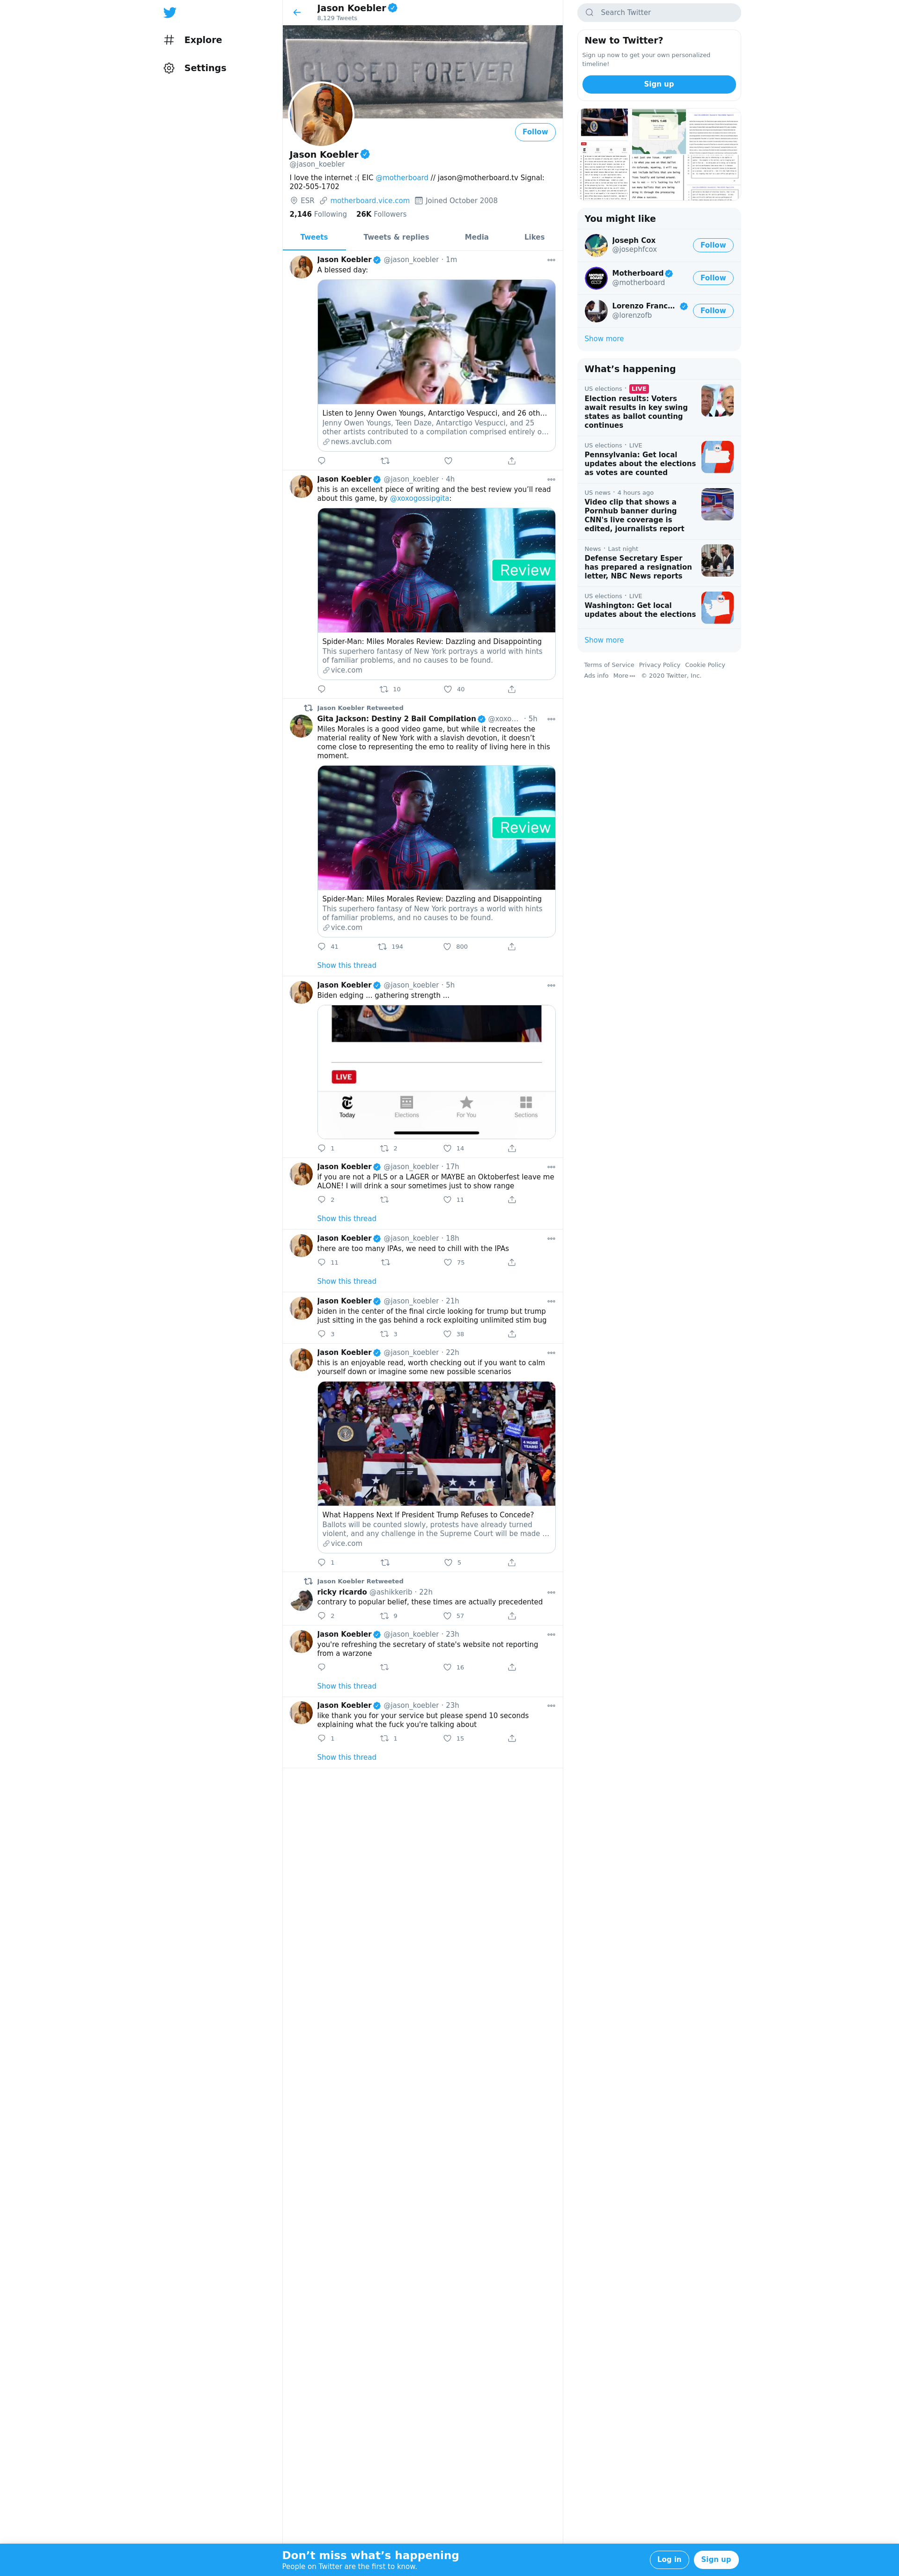 Explore
Settings
Jason Koebler
8,129 Tweets
CLOSED FOREVER
Follow
Jason Koebler
@jason_koebler
I love the internet :( EIC @motherboard // jason@motherboard.tv Signal:
202-505-1702
ESR motherboard.vice.com Joined October 2008
2,146 Following 26K Followers
Tweets Tweets & replies Media Likes
Jason Koebler @jason_koebler · 1m
A blessed day:
Listen to Jenny Owen Youngs, Antarctigo Vespucci, and 26 oth...
Jenny Owen Youngs, Teen Daze, Antarctigo Vespucci, and 25
other artists contributed to a compilation comprised entirely o...
news.avclub.com
Jason Koebler @jason_koebler · 4h
this is an excellent piece of writing and the best review you'll read
about this game, by @xoxogossipgita:
Review
Spider-Man: Miles Morales Review: Dazzling and Disappointing
This superhero fantasy of New York portrays a world with hints
of familiar problems, and no causes to be found.
vice.com
10 40
Jason Koebler Retweeted
Gita Jackson: Destiny 2 Bail Compilation @xoxo... · 5h
Miles Morales is a good video game, but while it recreates the
material reality of New York with a slavish devotion, it doesn't
come close to representing the emo to reality of living here in this
moment.
Review
Spider-Man: Miles Morales Review: Dazzling and Disappointing
This superhero fantasy of New York portrays a world with hints
of familiar problems, and no causes to be found.
vice.com
41 194 800
Show this thread
Jason Koebler @jason_koebler · 5h
Biden edging ... gathering strength ...
LIVE
Today Elections For You Sections
1 2 14
Jason Koebler @jason_koebler · 17h
if you are not a PILS or a LAGER or MAYBE an Oktoberfest leave me
ALONE! I will drink a sour sometimes just to show range
2 11
Show this thread
Jason Koebler @jason_koebler · 18h
there are too many IPAs, we need to chill with the IPAs
11 75
Show this thread
Jason Koebler @jason_koebler · 21h
biden in the center of the final circle looking for trump but trump
just sitting in the gas behind a rock exploiting unlimited stim bug
3 3 38
Jason Koebler @jason_koebler · 22h
this is an enjoyable read, worth checking out if you want to calm
yourself down or imagine some new possible scenarios
What Happens Next If President Trump Refuses to Concede?
Ballots will be counted slowly, protests have already turned
violent, and any challenge in the Supreme Court will be made ...
vice.com
1 5
Jason Koebler Retweeted
ricky ricardo @ashikkerib · 22h
contrary to popular belief, these times are actually precedented
2 9 57
Jason Koebler @jason_koebler · 23h
you're refreshing the secretary of state's website not reporting
from a warzone
16
Show this thread
Jason Koebler @jason_koebler · 23h
like thank you for your service but please spend 10 seconds
explaining what the fuck you're talking about
1 1 15
Show this thread
Search Twitter
New to Twitter?
Sign up now to get your own personalized
timeline!
Sign up
You might like
Joseph Cox
@josephfcox
Follow
Motherboard
@motherboard
Follow
Lorenzo Franc...
@lorenzofb
Follow
Show more
What's happening
US elections · LIVE
Election results: Voters
await results in key swing
states as ballot counting
continues
US elections · LIVE
Pennsylvania: Get local
updates about the elections
as votes are counted
US news · 4 hours ago
Video clip that shows a
Pornhub banner during
CNN's live coverage is
edited, journalists report
News · Last night
Defense Secretary Esper
has prepared a resignation
letter, NBC News reports
US elections · LIVE
Washington: Get local
updates about the elections
Show more
Terms of Service Privacy Policy Cookie Policy
Ads info More © 2020 Twitter, Inc.
Don't miss what's happening
People on Twitter are the first to know.
Log in Sign up